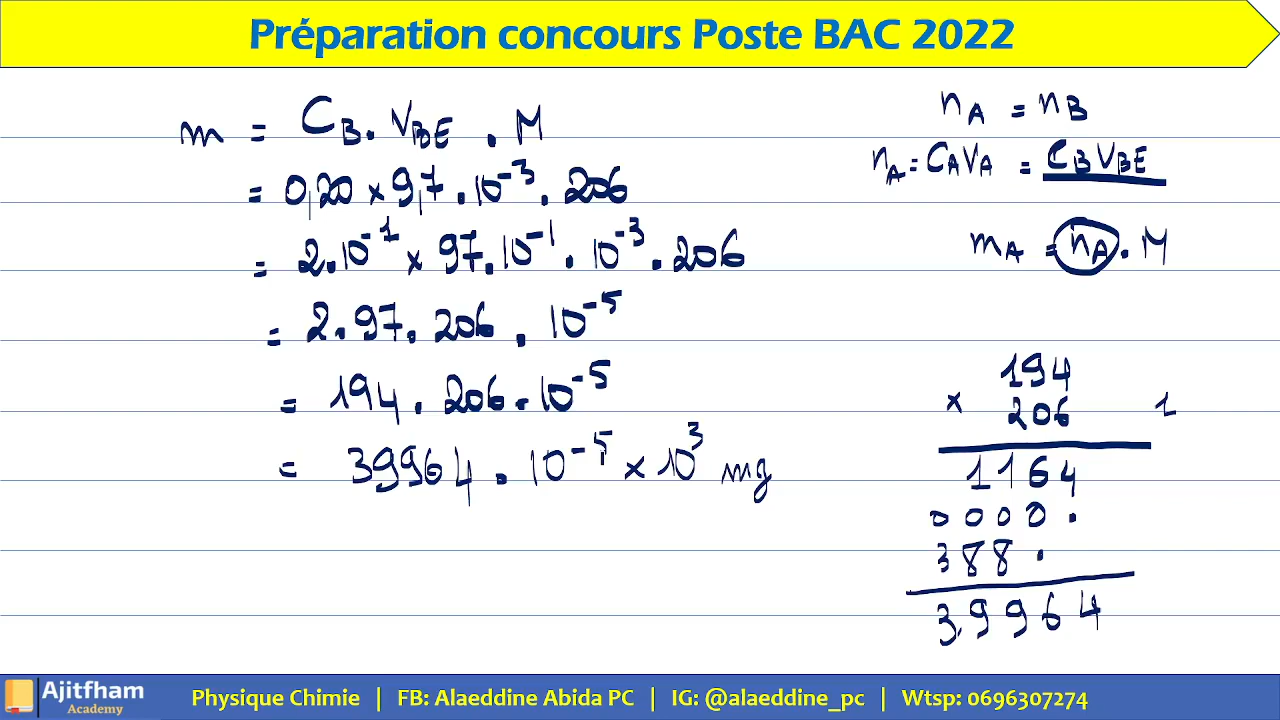 Préparation concours Poste BAC 2022
m = CB . VBE . M
= 0,20 × 9,7 . 10⁻³ . 206
= 2.10⁻¹ × 97.10⁻¹ . 10⁻³ . 206
= 2.97.206 . 10⁻⁵
= 194 . 206 . 10⁻⁵
= 39964 . 10⁻⁵ × 10³ mg
nA = nB
nA = CAVA = CBVBE
mA = nA . M
194
× 206 1
1164
0000 .
388 .
39964
Ajitfham
Academy
Physique Chimie | FB: Alaeddine Abida PC | IG: @alaeddine_pc | Wtsp: 0696307274